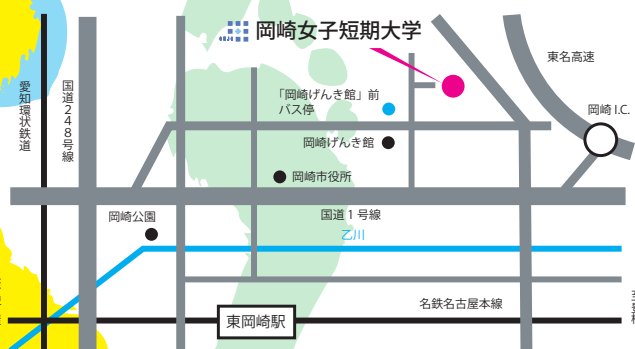 岡崎女子短期大学
東名高速
愛知環状鉄道
国道248号線
「岡崎げんき館」前
バス停
岡崎 I.C.
岡崎げんき館
岡崎市役所
岡崎公園
国道1号線
乙川
名鉄名古屋本線
東岡崎駅